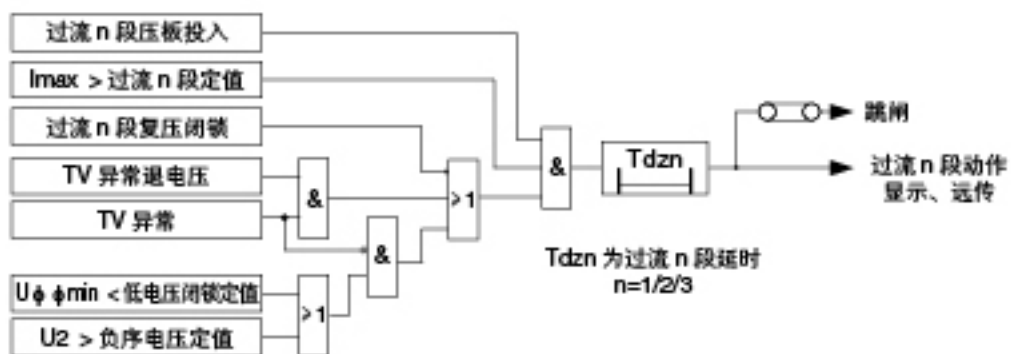 过流 n 段压板投入
Imax > 过流 n 段定值
过流 n 段复压闭锁
TV 异常退电压
TV 异常
Uϕϕmin < 低电压闭锁定值
U2 > 负序电压定值
&
&
≥1
≥1
&
Tdzn
跳闸
过流 n 段动作
显示、远传
Tdzn 为过流 n 段延时
n=1/2/3